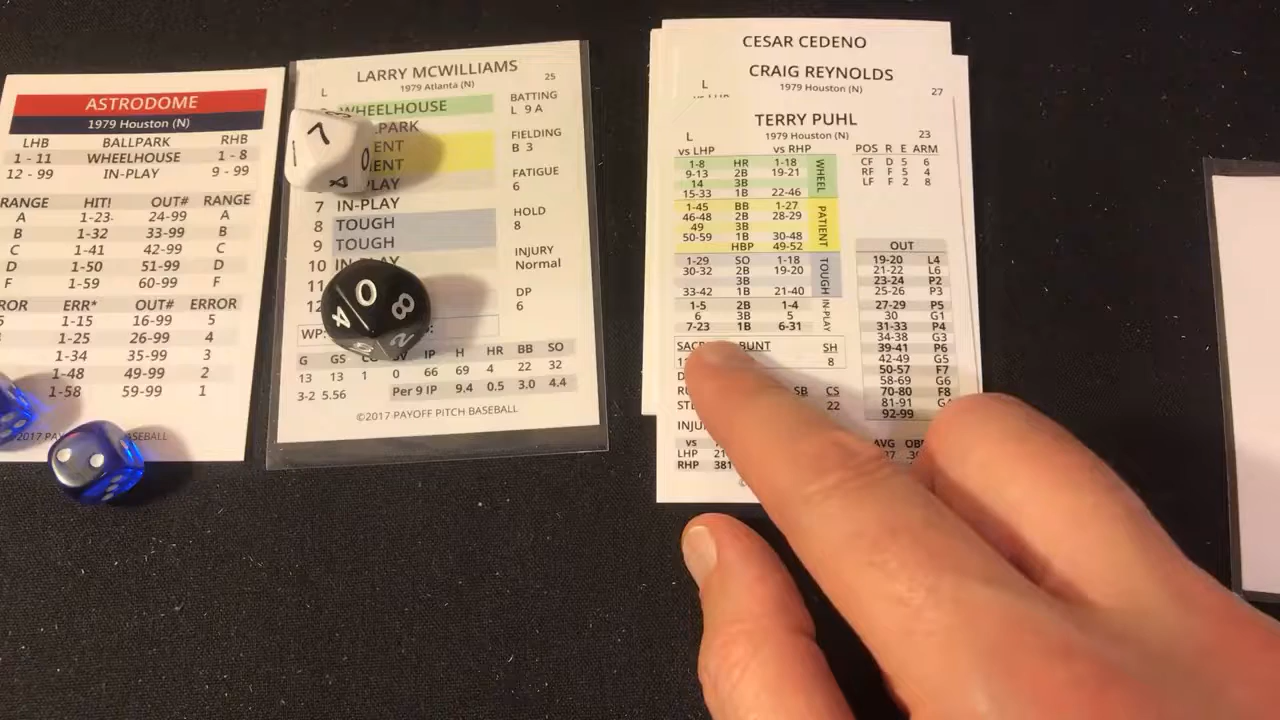 ASTRODOME
1979 Houston (N)
LHB BALLPARK RHB
1 - 11 WHEELHOUSE 1 - 8
12 - 99 IN-PLAY 9 - 99
RANGE HIT! OUT# RANGE
A 1-23 24-99 A
B 1-32 33-99 B
C 1-41 42-99 C
D 1-50 51-99 D
F 1-59 60-99 F
ERR* OUT# ERROR
1-15 16-99 5
1-25 26-99 4
1-34 35-99 3
1-48 49-99 2
1-58 59-99 1
LARRY MCWILLIAMS
1979 Atlanta (N)
25
L
WHEELHOUSE
7 IN-PLAY
8 TOUGH
9 TOUGH
10
11
12
WP:
BATTING
L 9 A
FIELDING
B 3
FATIGUE
6
HOLD
8
INJURY
Normal
DP
6
G GS IP H HR BB SO
13 13 1 0 66 69 4 22 32
3-2 5.56 Per 9 IP 9.4 0.5 3.0 4.4
©2017 PAYOFF PITCH BASEBALL
7
0
4
0
8
4
2
CESAR CEDENO
CRAIG REYNOLDS
L 1979 Houston (N)
27
TERRY PUHL
L 1979 Houston (N) 23
vs LHP vs RHP
1-8 HR 1-18
9-13 2B 19-21
14 3B
15-33 1B 22-46
WHEEL
1-45 BB 1-27
46-48 2B 28-29
49 3B
50-59 1B 30-48
HBP 49-52
PATIENT
1-29 SO 1-18
30-32 2B 19-20
3B
33-42 1B 21-40
TOUGH
1-5 2B 1-4
6 3B 5
7-23 1B 6-31
IN-PLAY
BUNT SH
8
SB CS
22
vs
LHP
RHP 381
POS R E ARM
CF D 5 6
RF F 5 4
LF F 2 8
OUT
19-20 L4
21-22 L6
23-24 P2
25-26 P3
27-29 P5
30 G1
31-33 P4
34-38 G3
39-41 P6
42-49 G5
50-57 F7
58-69 G6
70-80 F8
81-91
92-99
AVG